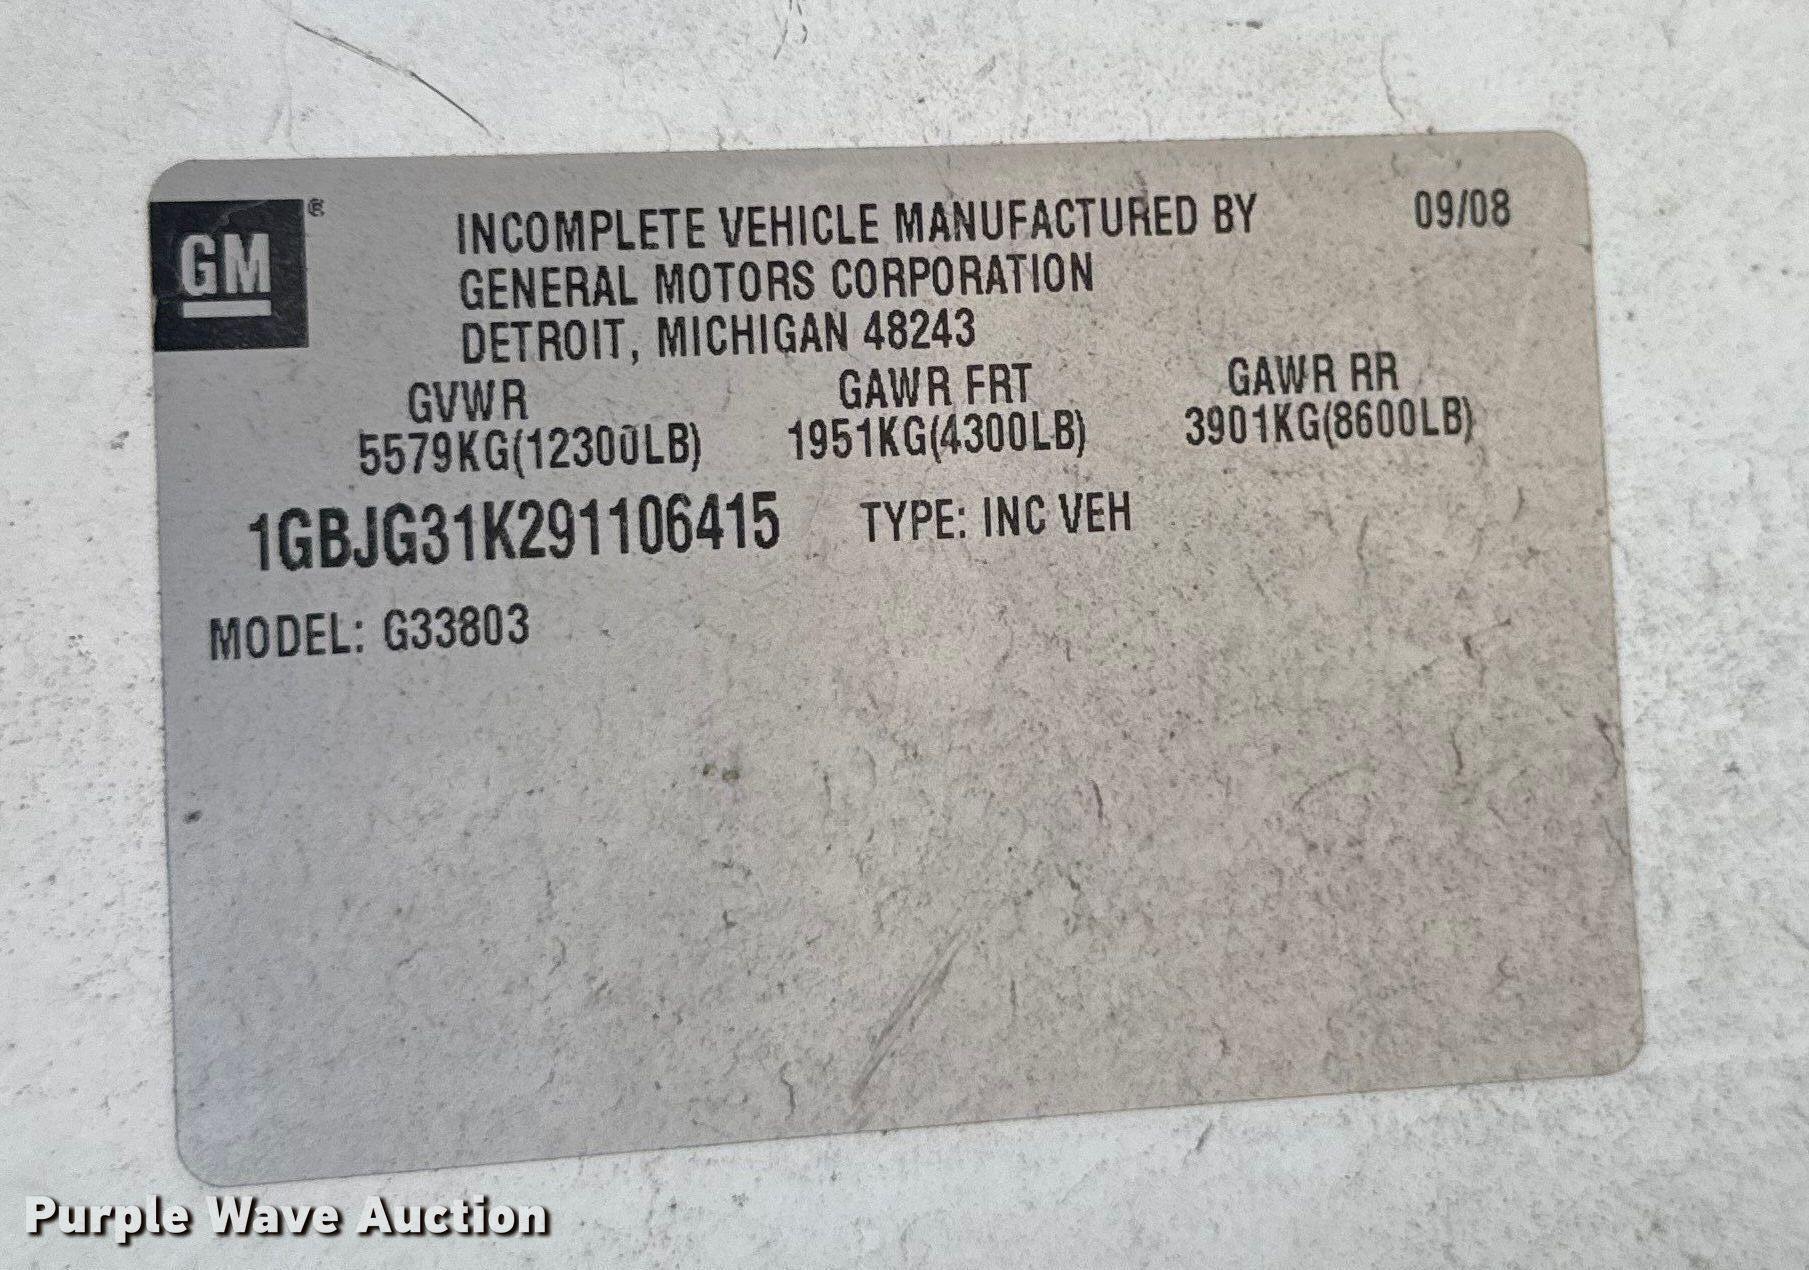 GM ®
INCOMPLETE VEHICLE MANUFACTURED BY 09/08
GENERAL MOTORS CORPORATION
DETROIT, MICHIGAN 48243
GVWR GAWR FRT GAWR RR
5579KG(12300LB) 1951KG(4300LB) 3901KG(8600LB)
1GBJG31K291106415 TYPE: INC VEH
MODEL: G33803
Purple Wave Auction